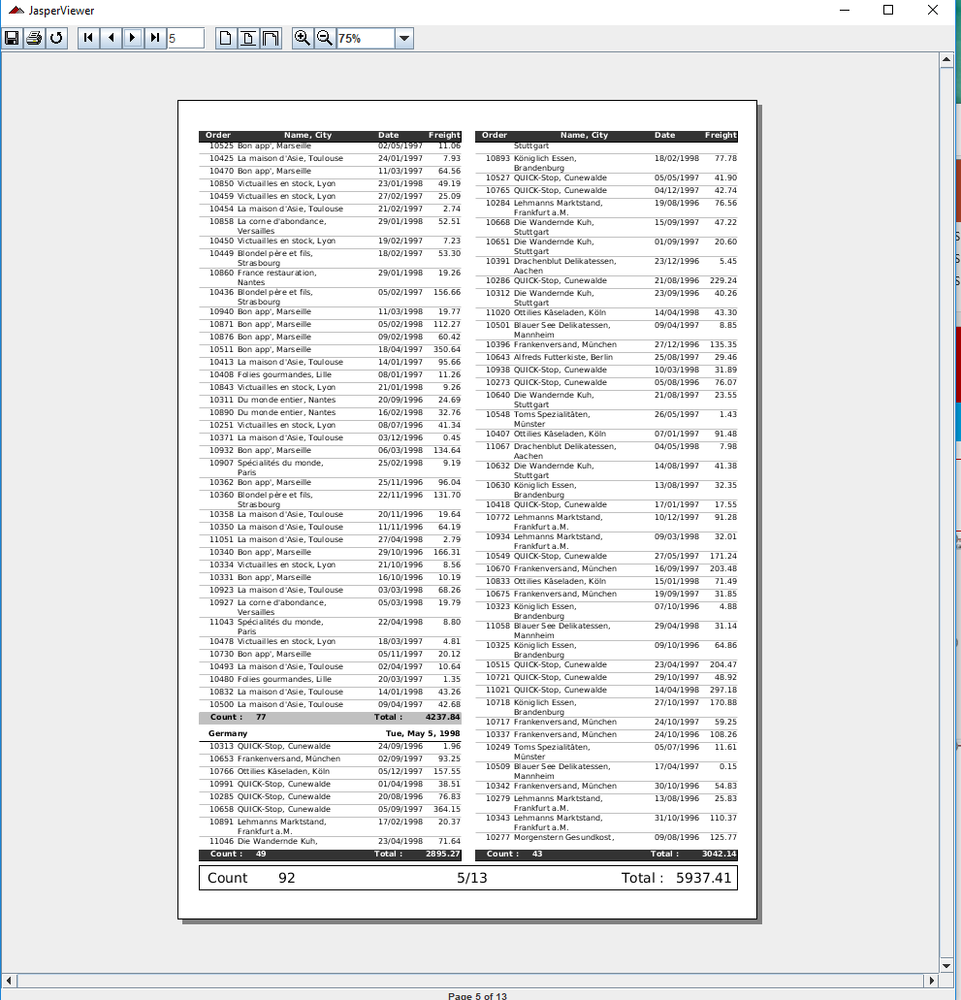 JasperViewer
5
75%
Order Name, City Date Freight
10525 Bon app', Marseille 02/05/1997 11.06
10425 La maison d'Asie, Toulouse 24/01/1997 7.93
10470 Bon app', Marseille 11/03/1997 64.56
10850 Victuailles en stock, Lyon 23/01/1998 49.19
10459 Victuailles en stock, Lyon 27/02/1997 25.09
10454 La maison d'Asie, Toulouse 21/02/1997 2.74
10858 La corne d'abondance, 29/01/1998 52.51
Versailles
10450 Victuailles en stock, Lyon 19/02/1997 7.23
10449 Blondel père et fils, 18/02/1997 53.30
Strasbourg
10860 France restauration, 29/01/1998 19.26
Nantes
10436 Blondel père et fils, 05/02/1997 156.66
Strasbourg
10940 Bon app', Marseille 11/03/1998 19.77
10871 Bon app', Marseille 05/02/1998 112.27
10876 Bon app', Marseille 09/02/1998 60.42
10511 Bon app', Marseille 18/04/1997 350.64
10413 La maison d'Asie, Toulouse 14/01/1997 95.66
10408 Folies gourmandes, Lille 08/01/1997 11.26
10843 Victuailles en stock, Lyon 21/01/1998 9.26
10311 Du monde entier, Nantes 20/09/1996 24.69
10890 Du monde entier, Nantes 16/02/1998 32.76
10251 Victuailles en stock, Lyon 08/07/1996 41.34
10371 La maison d'Asie, Toulouse 03/12/1996 0.45
10932 Bon app', Marseille 06/03/1998 134.64
10907 Spécialités du monde, 25/02/1998 9.19
Paris
10362 Bon app', Marseille 25/11/1996 96.04
10360 Blondel père et fils, 22/11/1996 131.70
Strasbourg
10358 La maison d'Asie, Toulouse 20/11/1996 19.64
10350 La maison d'Asie, Toulouse 11/11/1996 64.19
11051 La maison d'Asie, Toulouse 27/04/1998 2.79
10340 Bon app', Marseille 29/10/1996 166.31
10334 Victuailles en stock, Lyon 21/10/1996 8.56
10331 Bon app', Marseille 16/10/1996 10.19
10923 La maison d'Asie, Toulouse 03/03/1998 68.26
10927 La corne d'abondance, 05/03/1998 19.79
Versailles
11043 Spécialités du monde, 22/04/1998 8.80
Paris
10478 Victuailles en stock, Lyon 18/03/1997 4.81
10730 Bon app', Marseille 05/11/1997 20.12
10493 La maison d'Asie, Toulouse 02/04/1997 10.64
10480 Folies gourmandes, Lille 20/03/1997 1.35
10832 La maison d'Asie, Toulouse 14/01/1998 43.26
10500 La maison d'Asie, Toulouse 09/04/1997 42.68
Count : 77 Total : 4237.84
Germany Tue, May 5, 1998
10313 QUICK-Stop, Cunewalde 24/09/1996 1.96
10653 Frankenversand, München 02/09/1997 93.25
10766 Ottilies Käseladen, Köln 05/12/1997 157.55
10991 QUICK-Stop, Cunewalde 01/04/1998 38.51
10285 QUICK-Stop, Cunewalde 20/08/1996 76.83
10658 QUICK-Stop, Cunewalde 05/09/1997 364.15
10891 Lehmanns Marktstand, 17/02/1998 20.37
Frankfurt a.M.
11046 Die Wandernde Kuh, 23/04/1998 71.64
Count : 49 Total : 2895.27
Order Name, City Date Freight
Stuttgart
10893 Königlich Essen, 18/02/1998 77.78
Brandenburg
10527 QUICK-Stop, Cunewalde 05/05/1997 41.90
10765 QUICK-Stop, Cunewalde 04/12/1997 42.74
10284 Lehmanns Marktstand, 19/08/1996 76.56
Frankfurt a.M.
10668 Die Wandernde Kuh, 15/09/1997 47.22
Stuttgart
10651 Die Wandernde Kuh, 01/09/1997 20.60
Stuttgart
10391 Drachenblut Delikatessen, 23/12/1996 5.45
Aachen
10286 QUICK-Stop, Cunewalde 21/08/1996 229.24
10312 Die Wandernde Kuh, 23/09/1996 40.26
Stuttgart
11020 Ottilies Käseladen, Köln 14/04/1998 43.30
10501 Blauer See Delikatessen, 09/04/1997 8.85
Mannheim
10396 Frankenversand, München 27/12/1996 135.35
10643 Alfreds Futterkiste, Berlin 25/08/1997 29.46
10938 QUICK-Stop, Cunewalde 10/03/1998 31.89
10273 QUICK-Stop, Cunewalde 05/08/1996 76.07
10640 Die Wandernde Kuh, 21/08/1997 23.55
Stuttgart
10548 Toms Spezialitäten, 26/05/1997 1.43
Münster
10407 Ottilies Käseladen, Köln 07/01/1997 91.48
11067 Drachenblut Delikatessen, 04/05/1998 7.98
Aachen
10632 Die Wandernde Kuh, 14/08/1997 41.38
Stuttgart
10630 Königlich Essen, 13/08/1997 32.35
Brandenburg
10418 QUICK-Stop, Cunewalde 17/01/1997 17.55
10772 Lehmanns Marktstand, 10/12/1997 91.28
Frankfurt a.M.
10934 Lehmanns Marktstand, 09/03/1998 32.01
Frankfurt a.M.
10549 QUICK-Stop, Cunewalde 27/05/1997 171.24
10670 Frankenversand, München 16/09/1997 203.48
10833 Ottilies Käseladen, Köln 15/01/1998 71.49
10675 Frankenversand, München 19/09/1997 31.85
10323 Königlich Essen, 07/10/1996 4.88
Brandenburg
11058 Blauer See Delikatessen, 29/04/1998 31.14
Mannheim
10325 Königlich Essen, 09/10/1996 64.86
Brandenburg
10515 QUICK-Stop, Cunewalde 23/04/1997 204.47
10721 QUICK-Stop, Cunewalde 29/10/1997 48.92
11021 QUICK-Stop, Cunewalde 14/04/1998 297.18
10718 Königlich Essen, 27/10/1997 170.88
Brandenburg
10717 Frankenversand, München 24/10/1997 59.25
10337 Frankenversand, München 24/10/1996 108.26
10249 Toms Spezialitäten, 05/07/1996 11.61
Münster
10509 Blauer See Delikatessen, 17/04/1997 0.15
Mannheim
10342 Frankenversand, München 30/10/1996 54.83
10279 Lehmanns Marktstand, 13/08/1996 25.83
Frankfurt a.M.
10343 Lehmanns Marktstand, 31/10/1996 110.37
Frankfurt a.M.
10277 Morgenstern Gesundkost, 09/08/1996 125.77
Count : 43 Total : 3042.14
Count 92 5/13 Total : 5937.41
Page 5 of 13